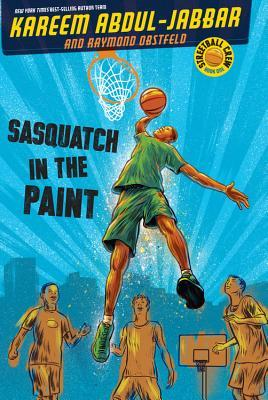 NEW YORK TIMES BEST-SELLING AUTHOR TEAM
KAREEM ABDUL-JABBAR
AND RAYMOND OBSTFELD
STREETBALL CREW
BOOK ONE
SASQUATCH
IN THE
PAINT